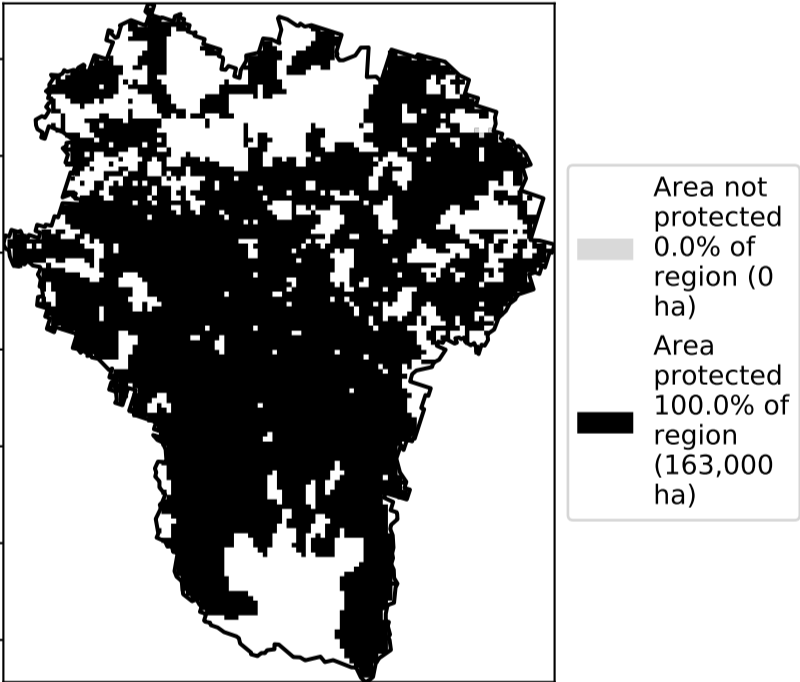 Area not
protected
0.0% of
region (0
ha)
Area
protected
100.0% of
region
(163,000
ha)